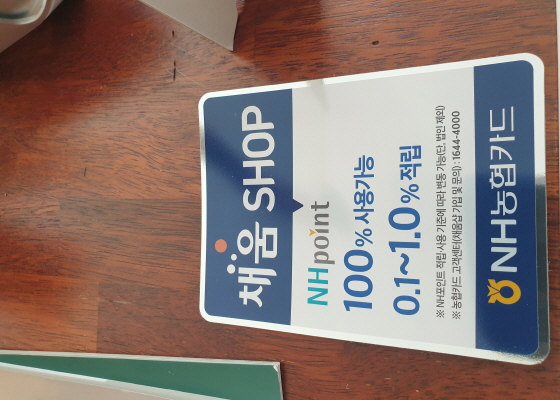 채움 SHOP
NHpoint
100% 사용가능
0.1~1.0% 적립
※ NH포인트 적립/사용 기준에 따라 변동 가능(단, 법인 제외)
※ 농협카드 고객센터(채움샵 가입 및 문의) : 1644-4000
NH농협카드